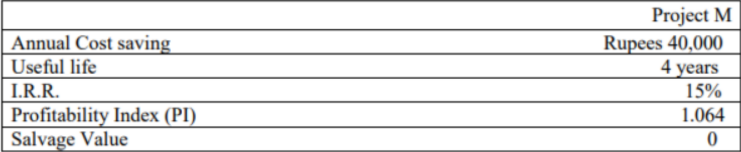 Project M
Annual Cost saving Rupees 40,000
Useful life 4 years
I.R.R. 15%
Profitability Index (PI) 1.064
Salvage Value 0